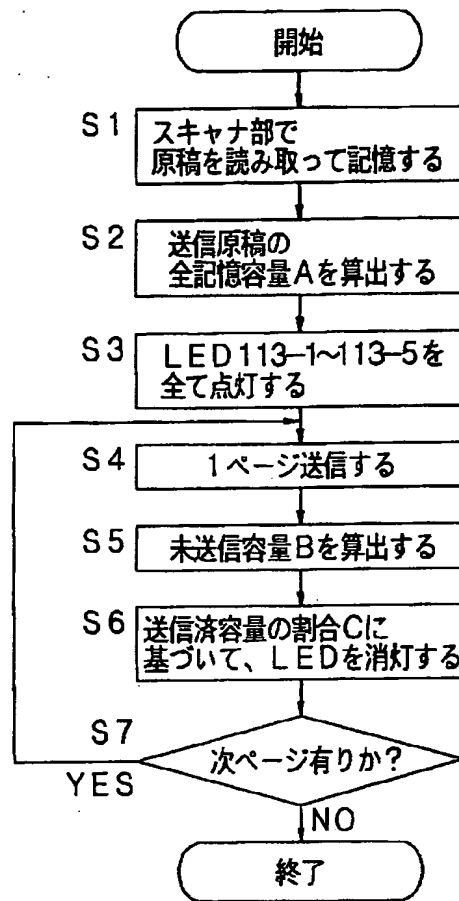 開始
S1
スキャナ部で
原稿を読み取って記憶する
S2
送信原稿の
全記憶容量Aを算出する
S3
LED113-1~113-5を
全て点灯する
S4
1ページ送信する
S5
未送信容量Bを算出する
S6
送信済容量の割合Cに
基づいて、LEDを消灯する
S7
次ページ有りか?
YES
NO
終了